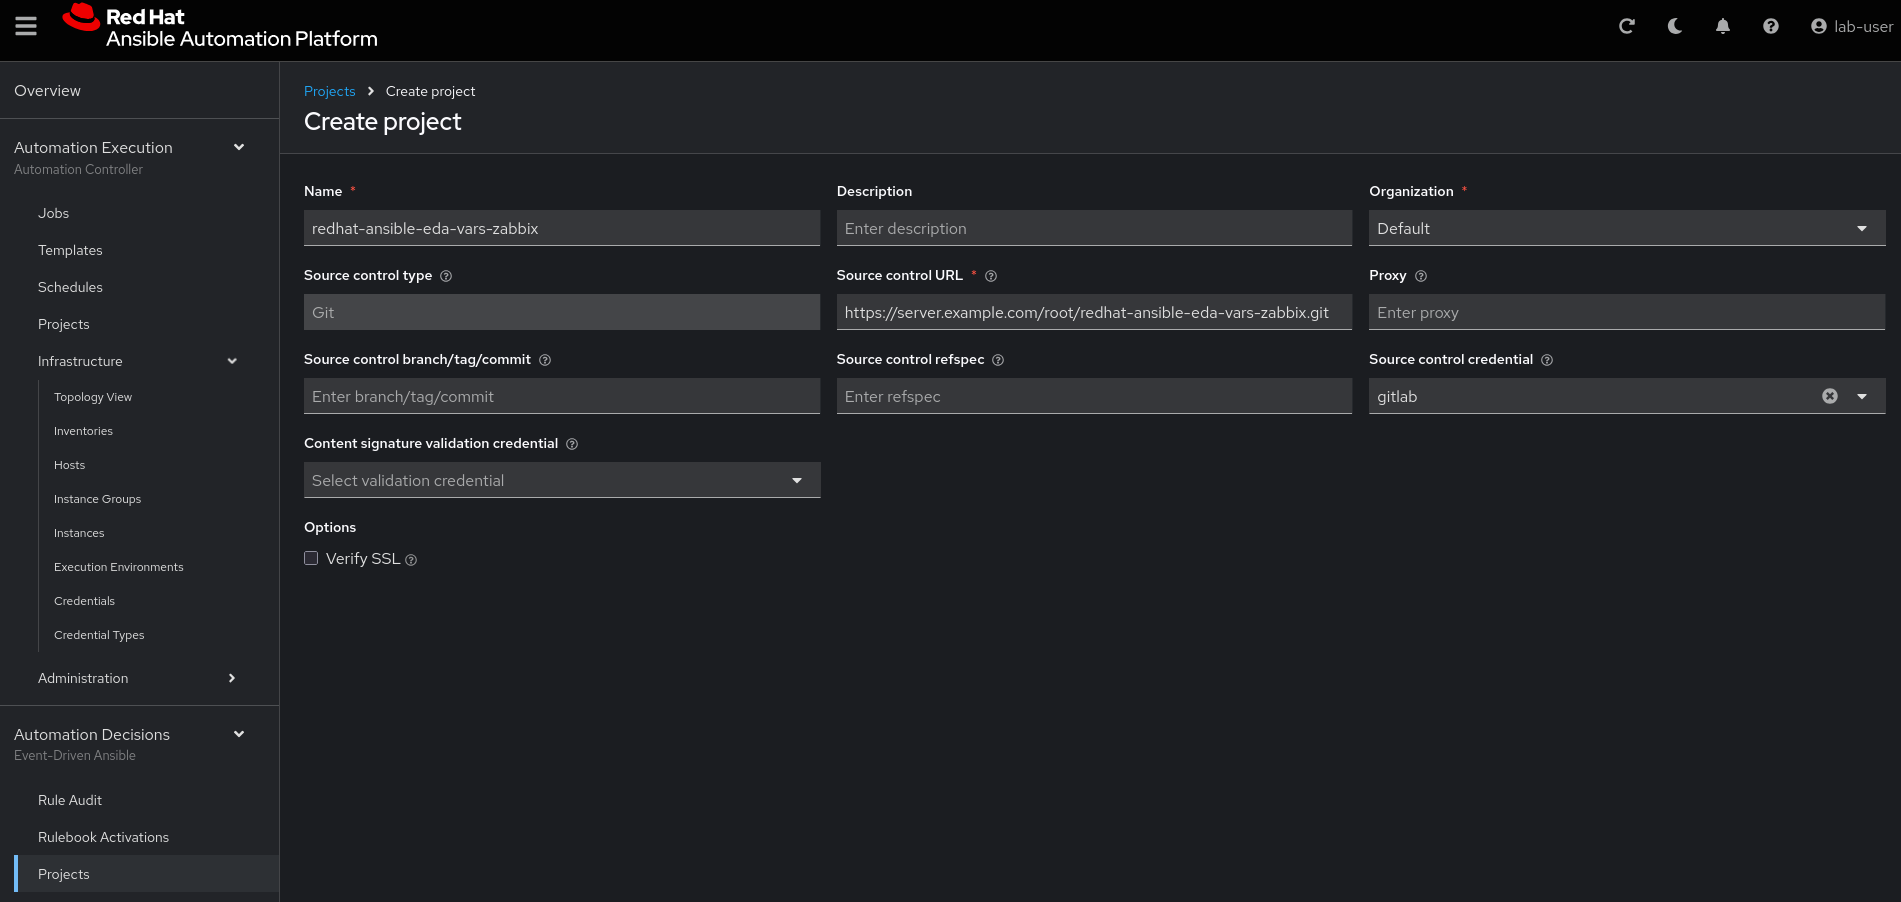 Red Hat
Ansible Automation Platform
lab-user
Overview
Automation Execution
Automation Controller
Jobs
Templates
Schedules
Projects
Infrastructure
Topology View
Inventories
Hosts
Instance Groups
Instances
Execution Environments
Credentials
Credential Types
Administration
Automation Decisions
Event-Driven Ansible
Rule Audit
Rulebook Activations
Projects
Projects > Create project
Create project
Name * Description Organization *
redhat-ansible-eda-vars-zabbix Enter description Default
Source control type Source control URL * Proxy
Git https://server.example.com/root/redhat-ansible-eda-vars-zabbix.git Enter proxy
Source control branch/tag/commit Source control refspec Source control credential
Enter branch/tag/commit Enter refspec gitlab
Content signature validation credential
Select validation credential
Options
Verify SSL